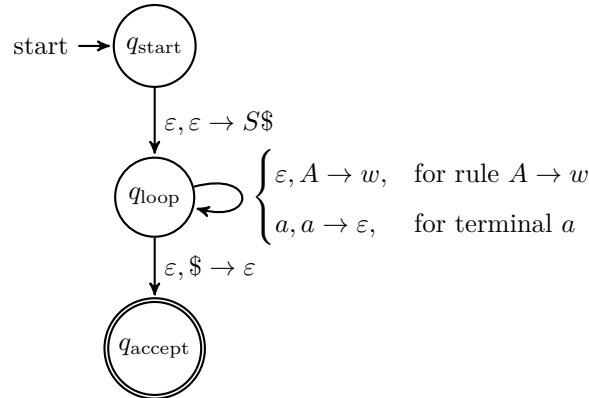 start q_start
ε, ε → S$
q_loop
ε, A → w, for rule A → w
a, a → ε, for terminal a
ε, $ → ε
q_accept